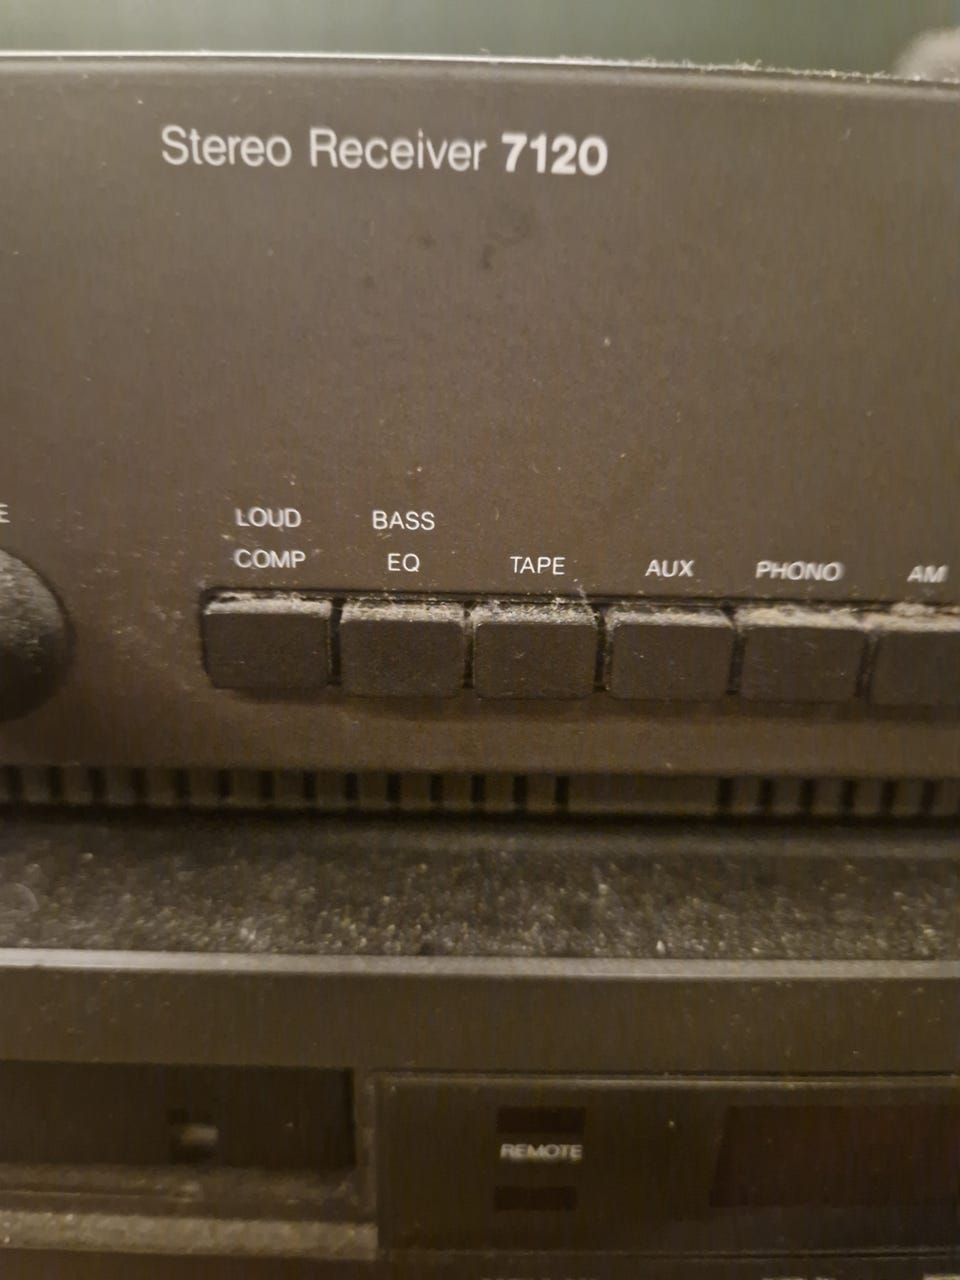 Stereo Receiver 7120
E
LOUD
COMP
BASS
EQ
TAPE
AUX
PHONO
AM
REMOTE